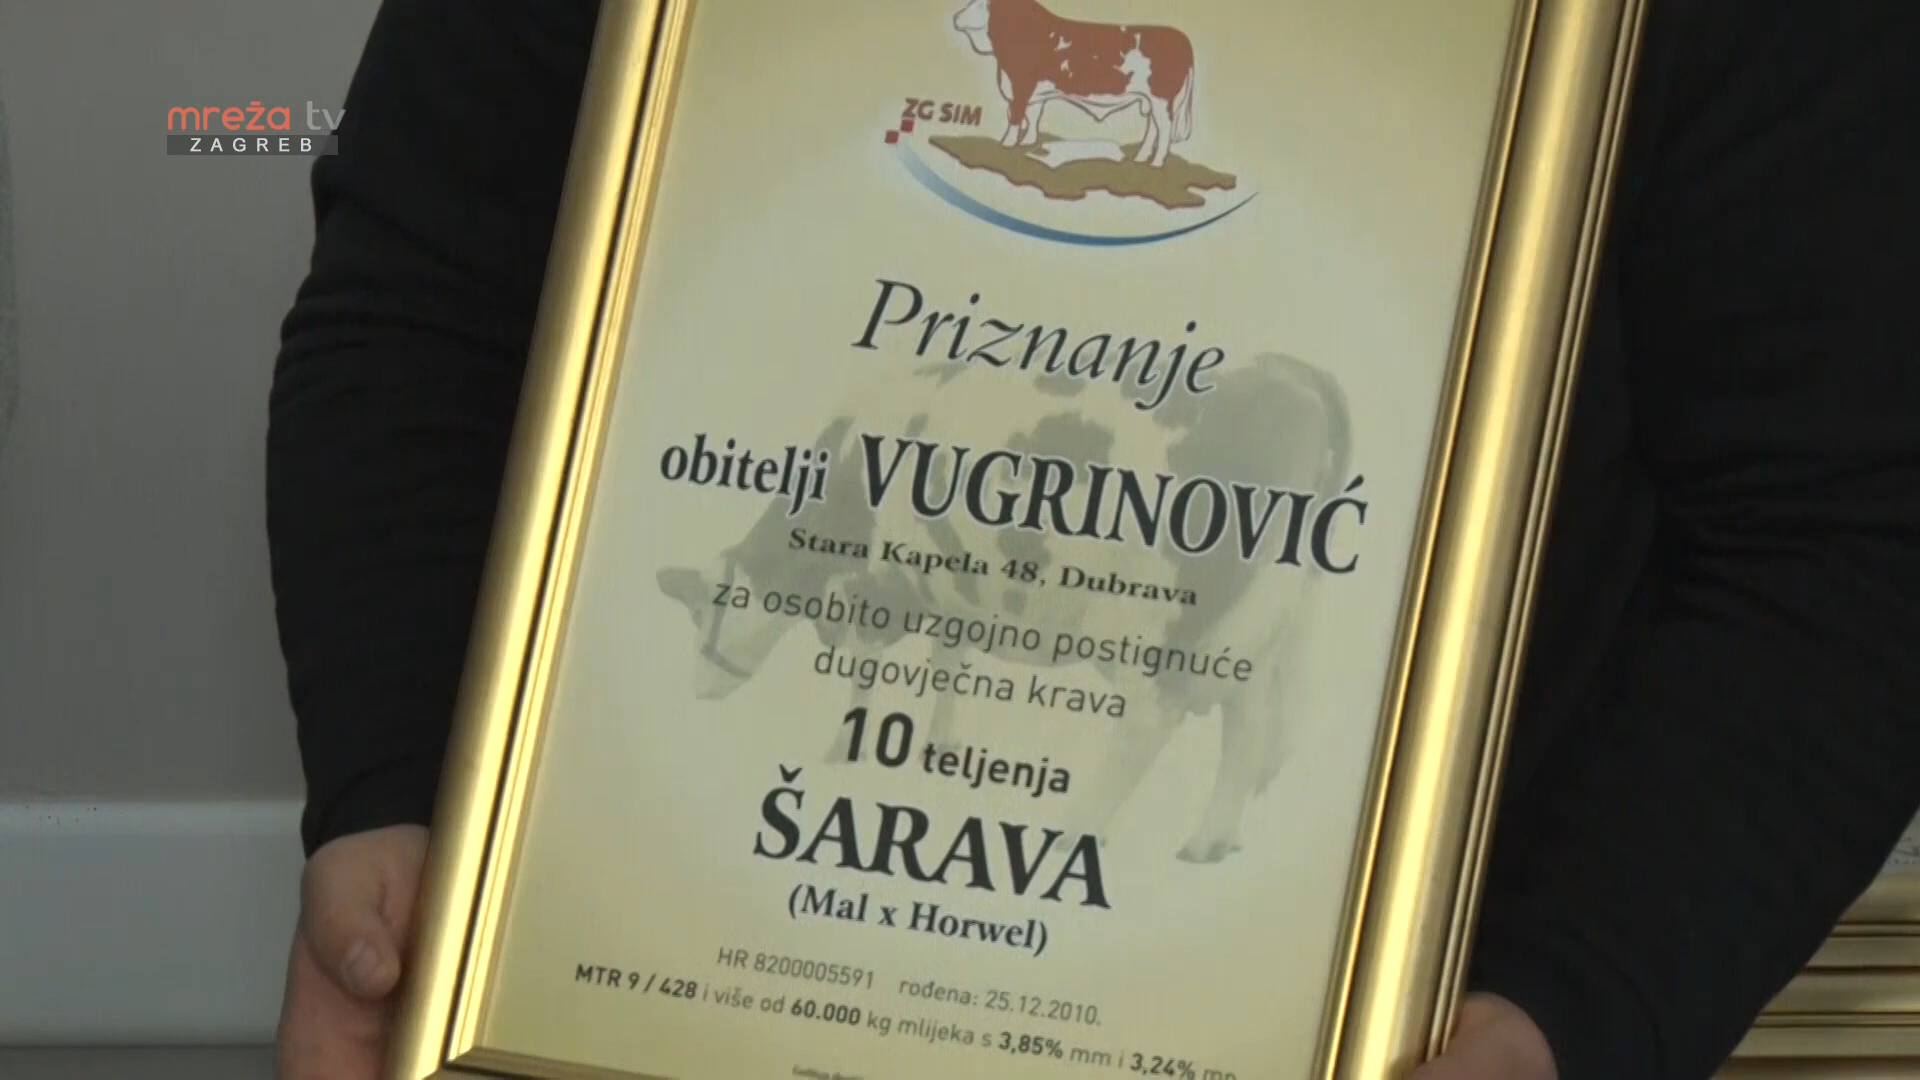 mreža tv
ZAGREB
ZG SIM
Priznanje
obitelji VUGRINOVIĆ
Stara Kapela 48, Dubrava
za osobito uzgojno postignuće
dugovječna krava
10 teljenja
ŠARAVA
(Mal x Horwel)
HR 8200005591 rođena: 25.12.2010.
MTR 9 / 428 i više od 60.000 kg mlijeka s 3,85% mm i 3,24%